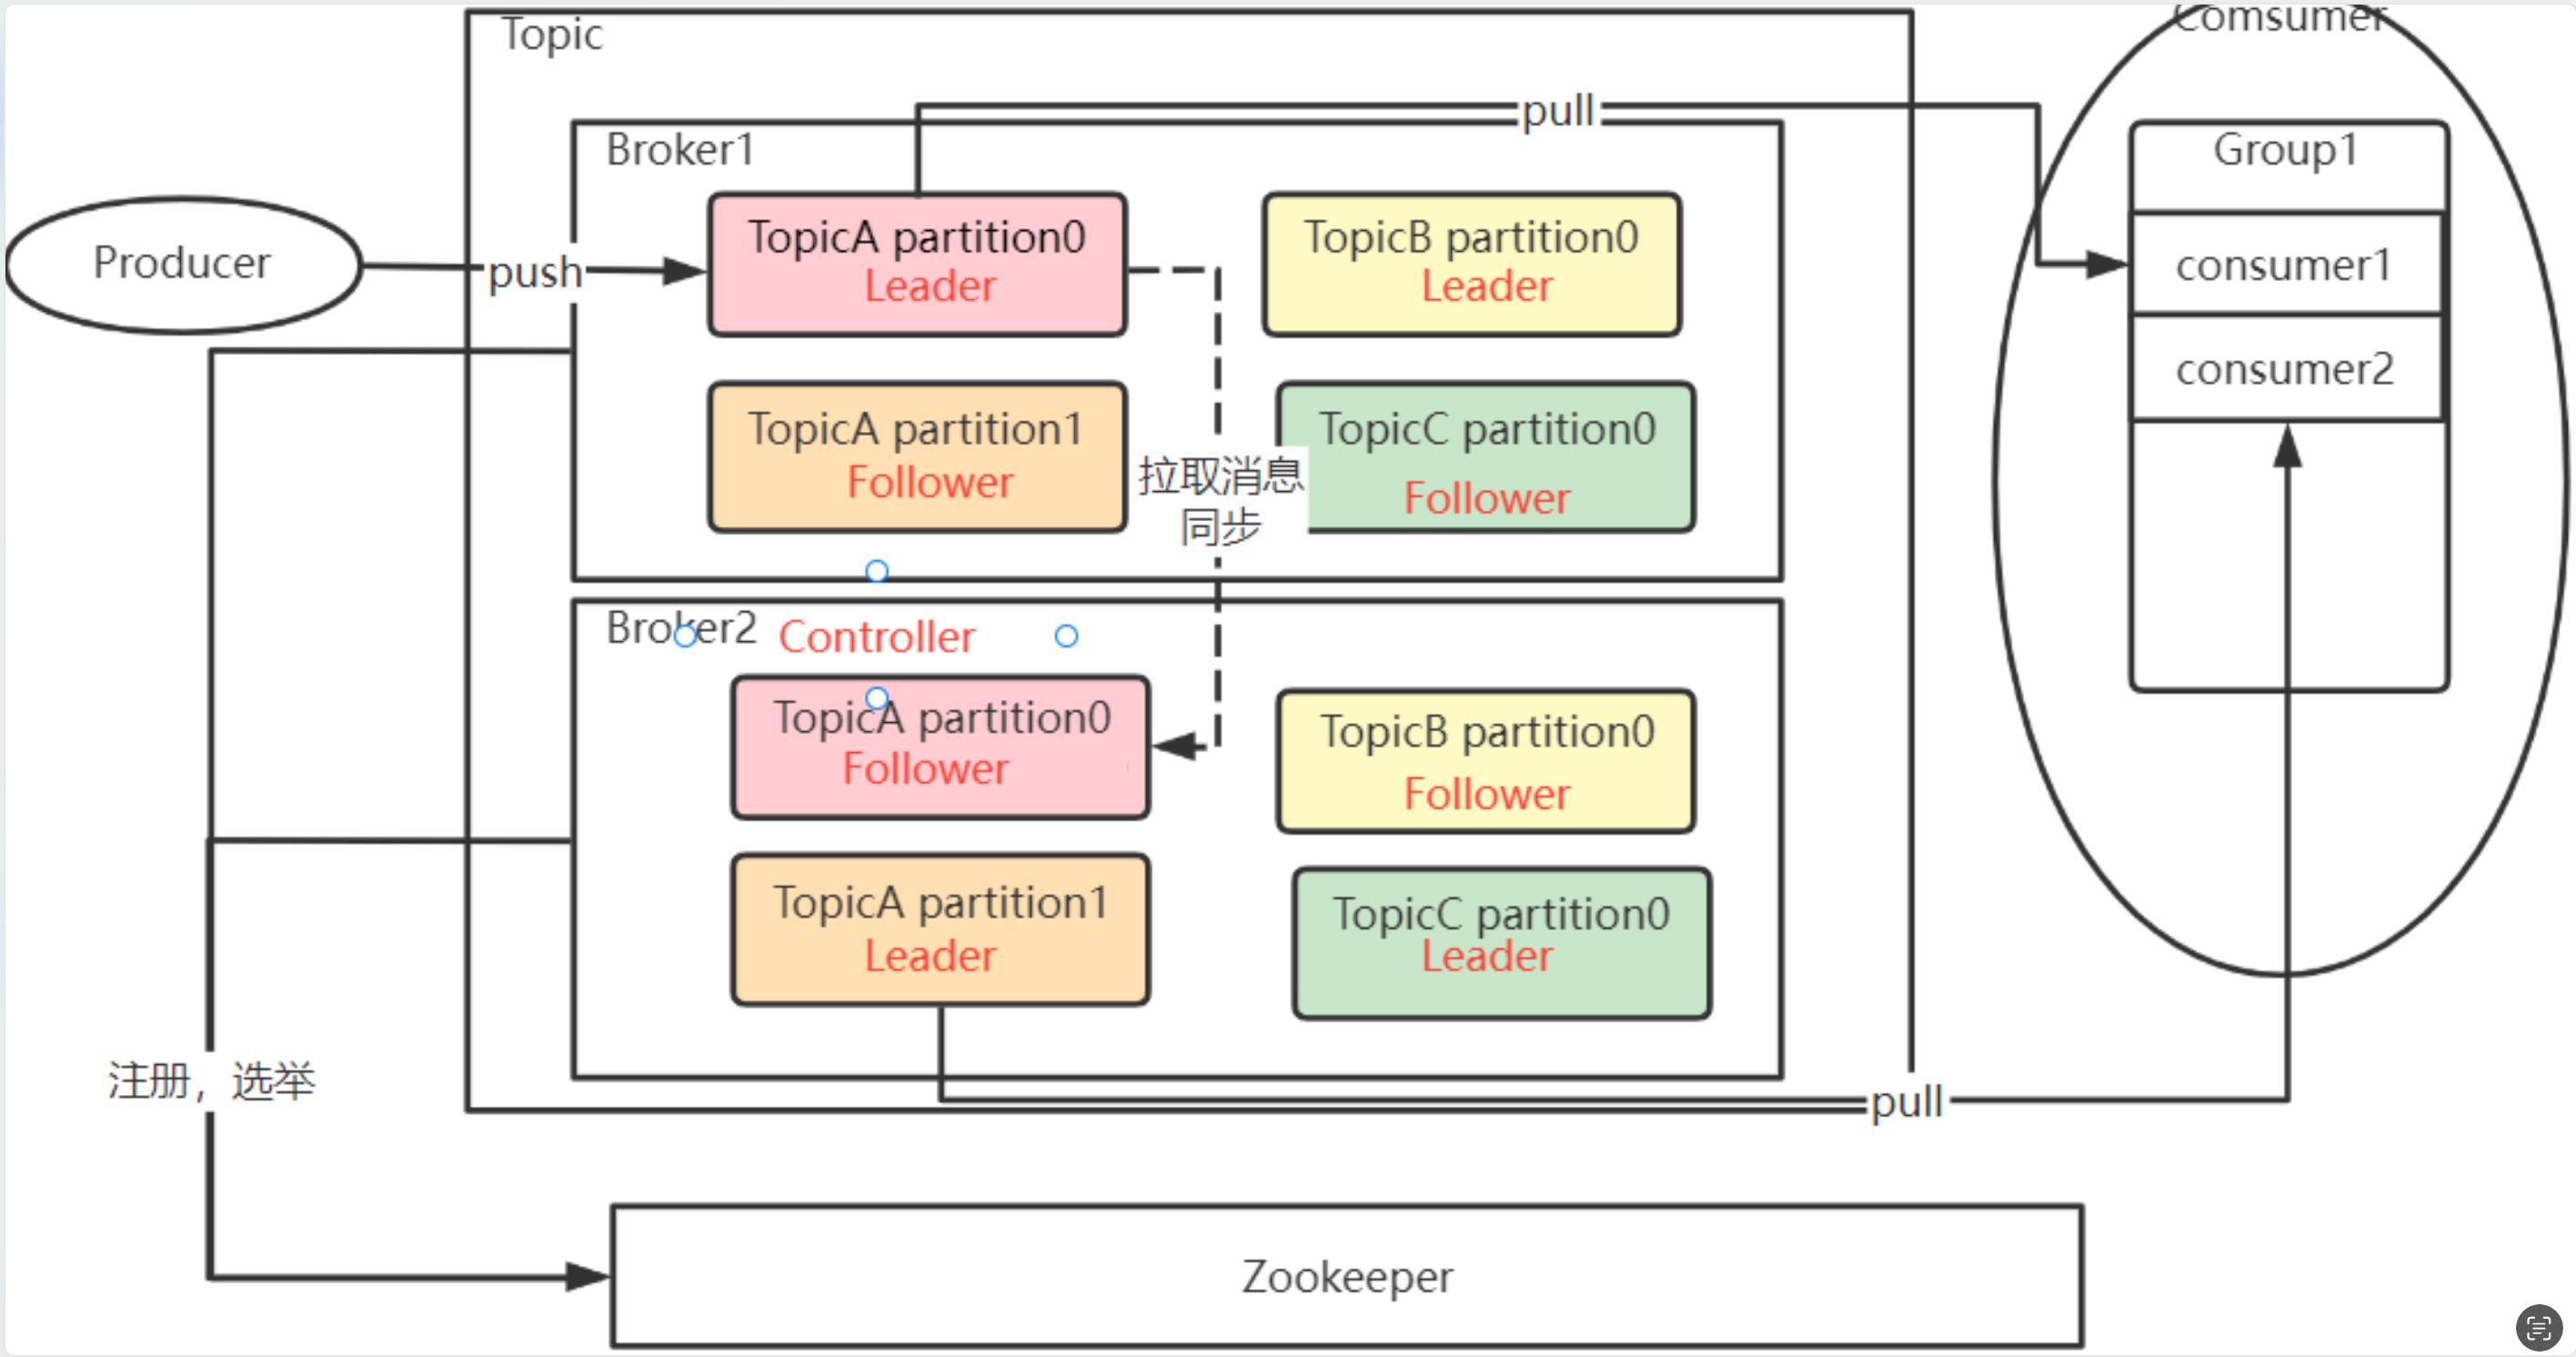 Topic
Comsumer
pull
Broker1
Group1
Producer
push
TopicA partition0
Leader
TopicB partition0
Leader
consumer1
consumer2
TopicA partition1
Follower
拉取消息
同步
TopicC partition0
Follower
Broker2
Controller
TopicA partition0
Follower
TopicB partition0
Follower
TopicA partition1
Leader
TopicC partition0
Leader
注册，选举
pull
Zookeeper